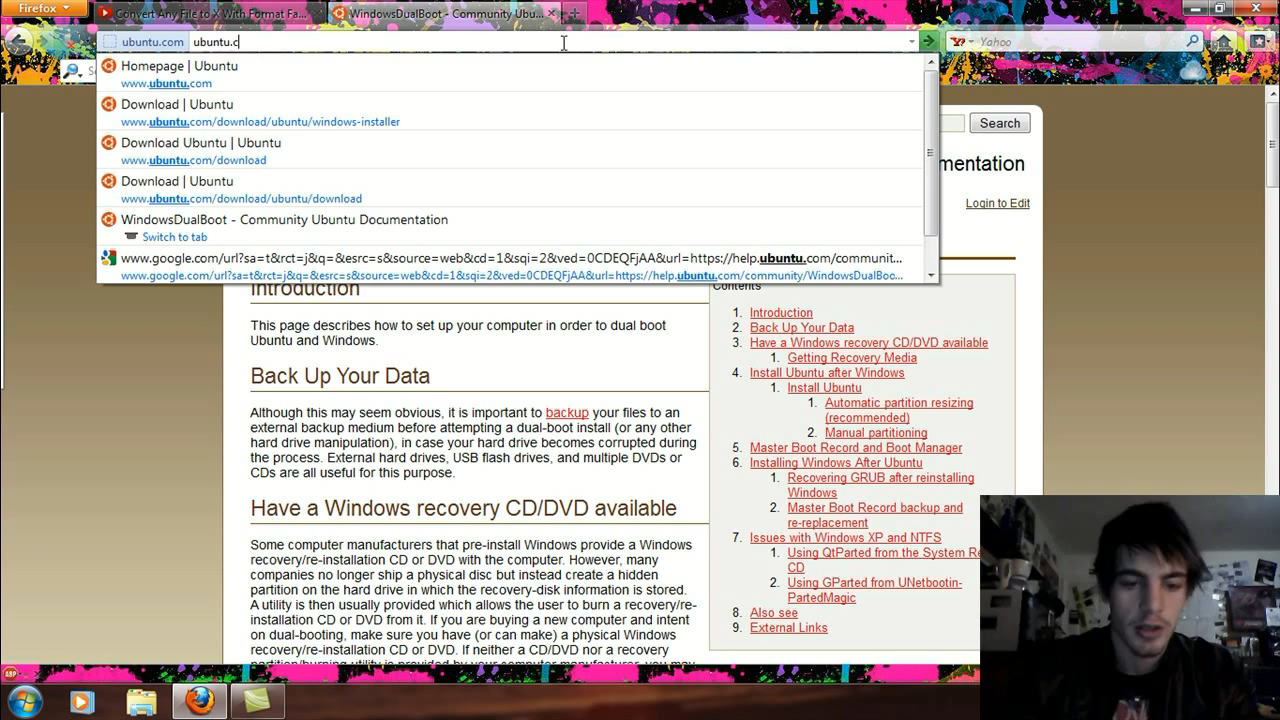 Firefox
Convert Any File to X With Format Fa...
WindowsDualBoot - Community Ubu...
ubuntu.com ubuntu.c
Yahoo
Homepage | Ubuntu
www.ubuntu.com
Download | Ubuntu
www.ubuntu.com/download/ubuntu/windows-installer
Download Ubuntu | Ubuntu
www.ubuntu.com/download
Download | Ubuntu
www.ubuntu.com/download/ubuntu/download
WindowsDualBoot - Community Ubuntu Documentation
Switch to tab
www.google.com/url?sa=t&rct=j&q=&esrc=s&source=web&cd=1&sqi=2&ved=0CDEQFjAA&url=https://help.ubuntu.com/communit...
www.google.com/url?sa=t&rct=j&q=&esrc=s&source=web&cd=1&sqi=2&ved=0CDEQFjAA&url=https://help.ubuntu.com/community/WindowsDualBoo...
Search
mentation
Login to Edit
Introduction
This page describes how to set up your computer in order to dual boot
Ubuntu and Windows.
Back Up Your Data
Although this may seem obvious, it is important to backup your files to an
external backup medium before attempting a dual-boot install (or any other
hard drive manipulation), in case your hard drive becomes corrupted during
the process. External hard drives, USB flash drives, and multiple DVDs or
CDs are all useful for this purpose.
Have a Windows recovery CD/DVD available
Some computer manufacturers that pre-install Windows provide a Windows
recovery/re-installation CD or DVD with the computer. However, many
companies no longer ship a physical disc but instead create a hidden
partition on the hard drive in which the recovery-disk information is stored.
A utility is then usually provided which allows the user to burn a recovery/re-
installation CD or DVD from it. If you are buying a new computer and intent
on dual-booting, make sure you have (or can make) a physical Windows
recovery CD or DVD. If neither a CD/DVD nor a recovery
partition/burning utility is provided by your computer manufacturer, you may
Contents
1. Introduction
2. Back Up Your Data
3. Have a Windows recovery CD/DVD available
1. Getting Recovery Media
4. Install Ubuntu after Windows
1. Install Ubuntu
1. Automatic partition resizing
(recommended)
2. Manual partitioning
5. Master Boot Record and Boot Manager
6. Installing Windows After Ubuntu
1. Recovering GRUB after reinstalling
Windows
2. Master Boot Record backup and
re-replacement
7. Issues with Windows XP and NTFS
1. Using QtParted from the System Re
CD
2. Using GParted from UNetbootin-
PartedMagic
8. Also see
9. External Links
ABP